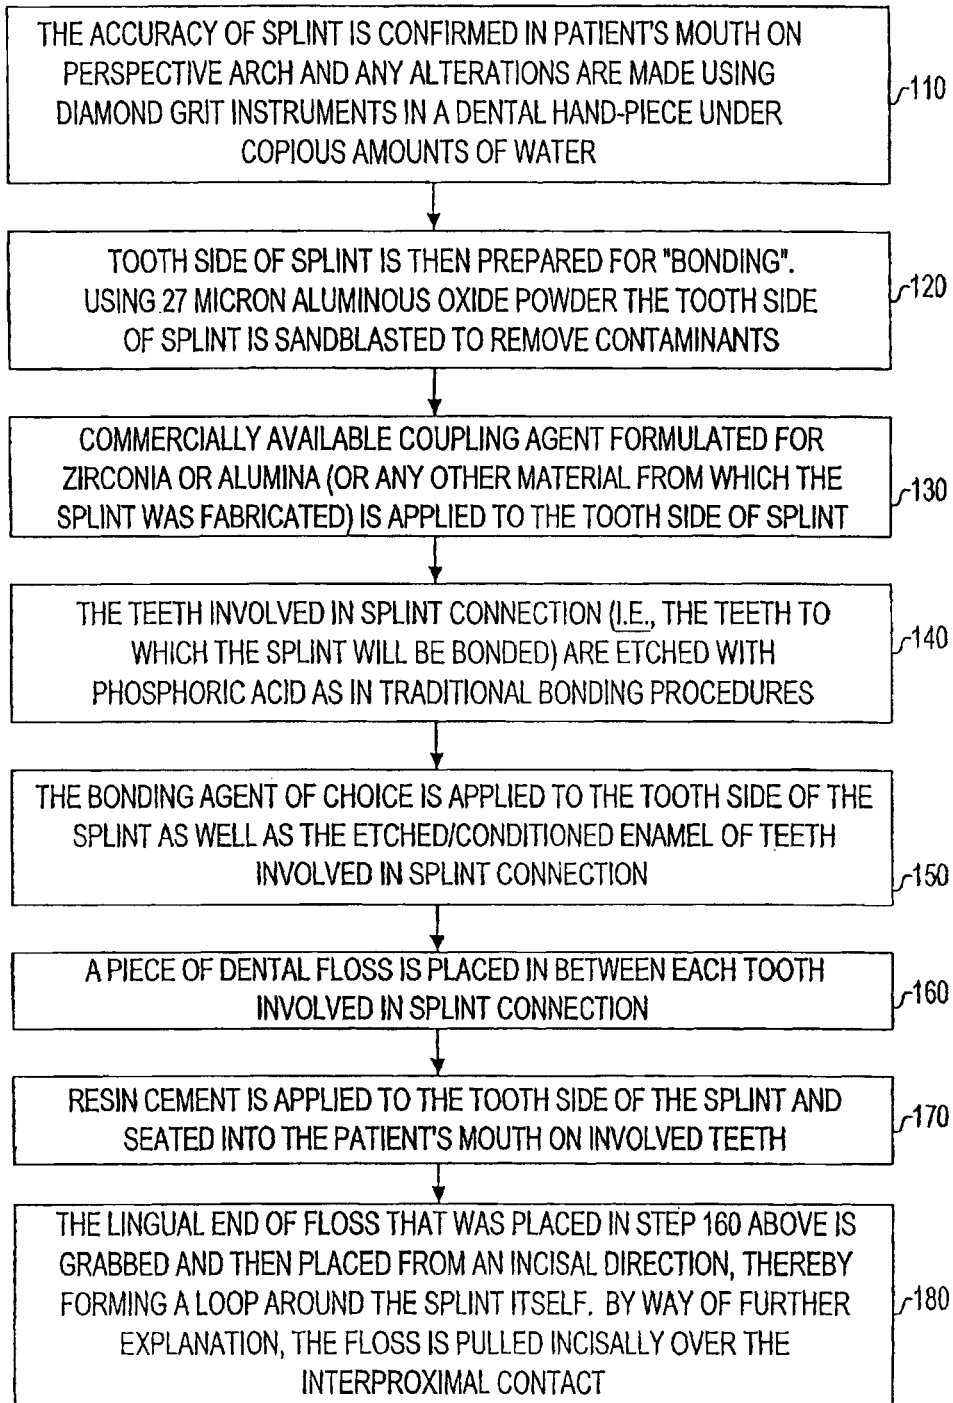 THE ACCURACY OF SPLINT IS CONFIRMED IN PATIENT'S MOUTH ON
PERSPECTIVE ARCH AND ANY ALTERATIONS ARE MADE USING
DIAMOND GRIT INSTRUMENTS IN A DENTAL HAND-PIECE UNDER
COPIOUS AMOUNTS OF WATER
110
TOOTH SIDE OF SPLINT IS THEN PREPARED FOR "BONDING".
USING 27 MICRON ALUMINOUS OXIDE POWDER THE TOOTH SIDE
OF SPLINT IS SANDBLASTED TO REMOVE CONTAMINANTS
120
COMMERCIALLY AVAILABLE COUPLING AGENT FORMULATED FOR
ZIRCONIA OR ALUMINA (OR ANY OTHER MATERIAL FROM WHICH THE
SPLINT WAS FABRICATED) IS APPLIED TO THE TOOTH SIDE OF SPLINT
130
THE TEETH INVOLVED IN SPLINT CONNECTION (I.E., THE TEETH TO
WHICH THE SPLINT WILL BE BONDED) ARE ETCHED WITH
PHOSPHORIC ACID AS IN TRADITIONAL BONDING PROCEDURES
140
THE BONDING AGENT OF CHOICE IS APPLIED TO THE TOOTH SIDE OF THE
SPLINT AS WELL AS THE ETCHED/CONDITIONED ENAMEL OF TEETH
INVOLVED IN SPLINT CONNECTION
150
A PIECE OF DENTAL FLOSS IS PLACED IN BETWEEN EACH TOOTH
INVOLVED IN SPLINT CONNECTION
160
RESIN CEMENT IS APPLIED TO THE TOOTH SIDE OF THE SPLINT AND
SEATED INTO THE PATIENT'S MOUTH ON INVOLVED TEETH
170
THE LINGUAL END OF FLOSS THAT WAS PLACED IN STEP 160 ABOVE IS
GRABBED AND THEN PLACED FROM AN INCISAL DIRECTION, THEREBY
FORMING A LOOP AROUND THE SPLINT ITSELF. BY WAY OF FURTHER
EXPLANATION, THE FLOSS IS PULLED INCISALLY OVER THE
INTERPROXIMAL CONTACT
180